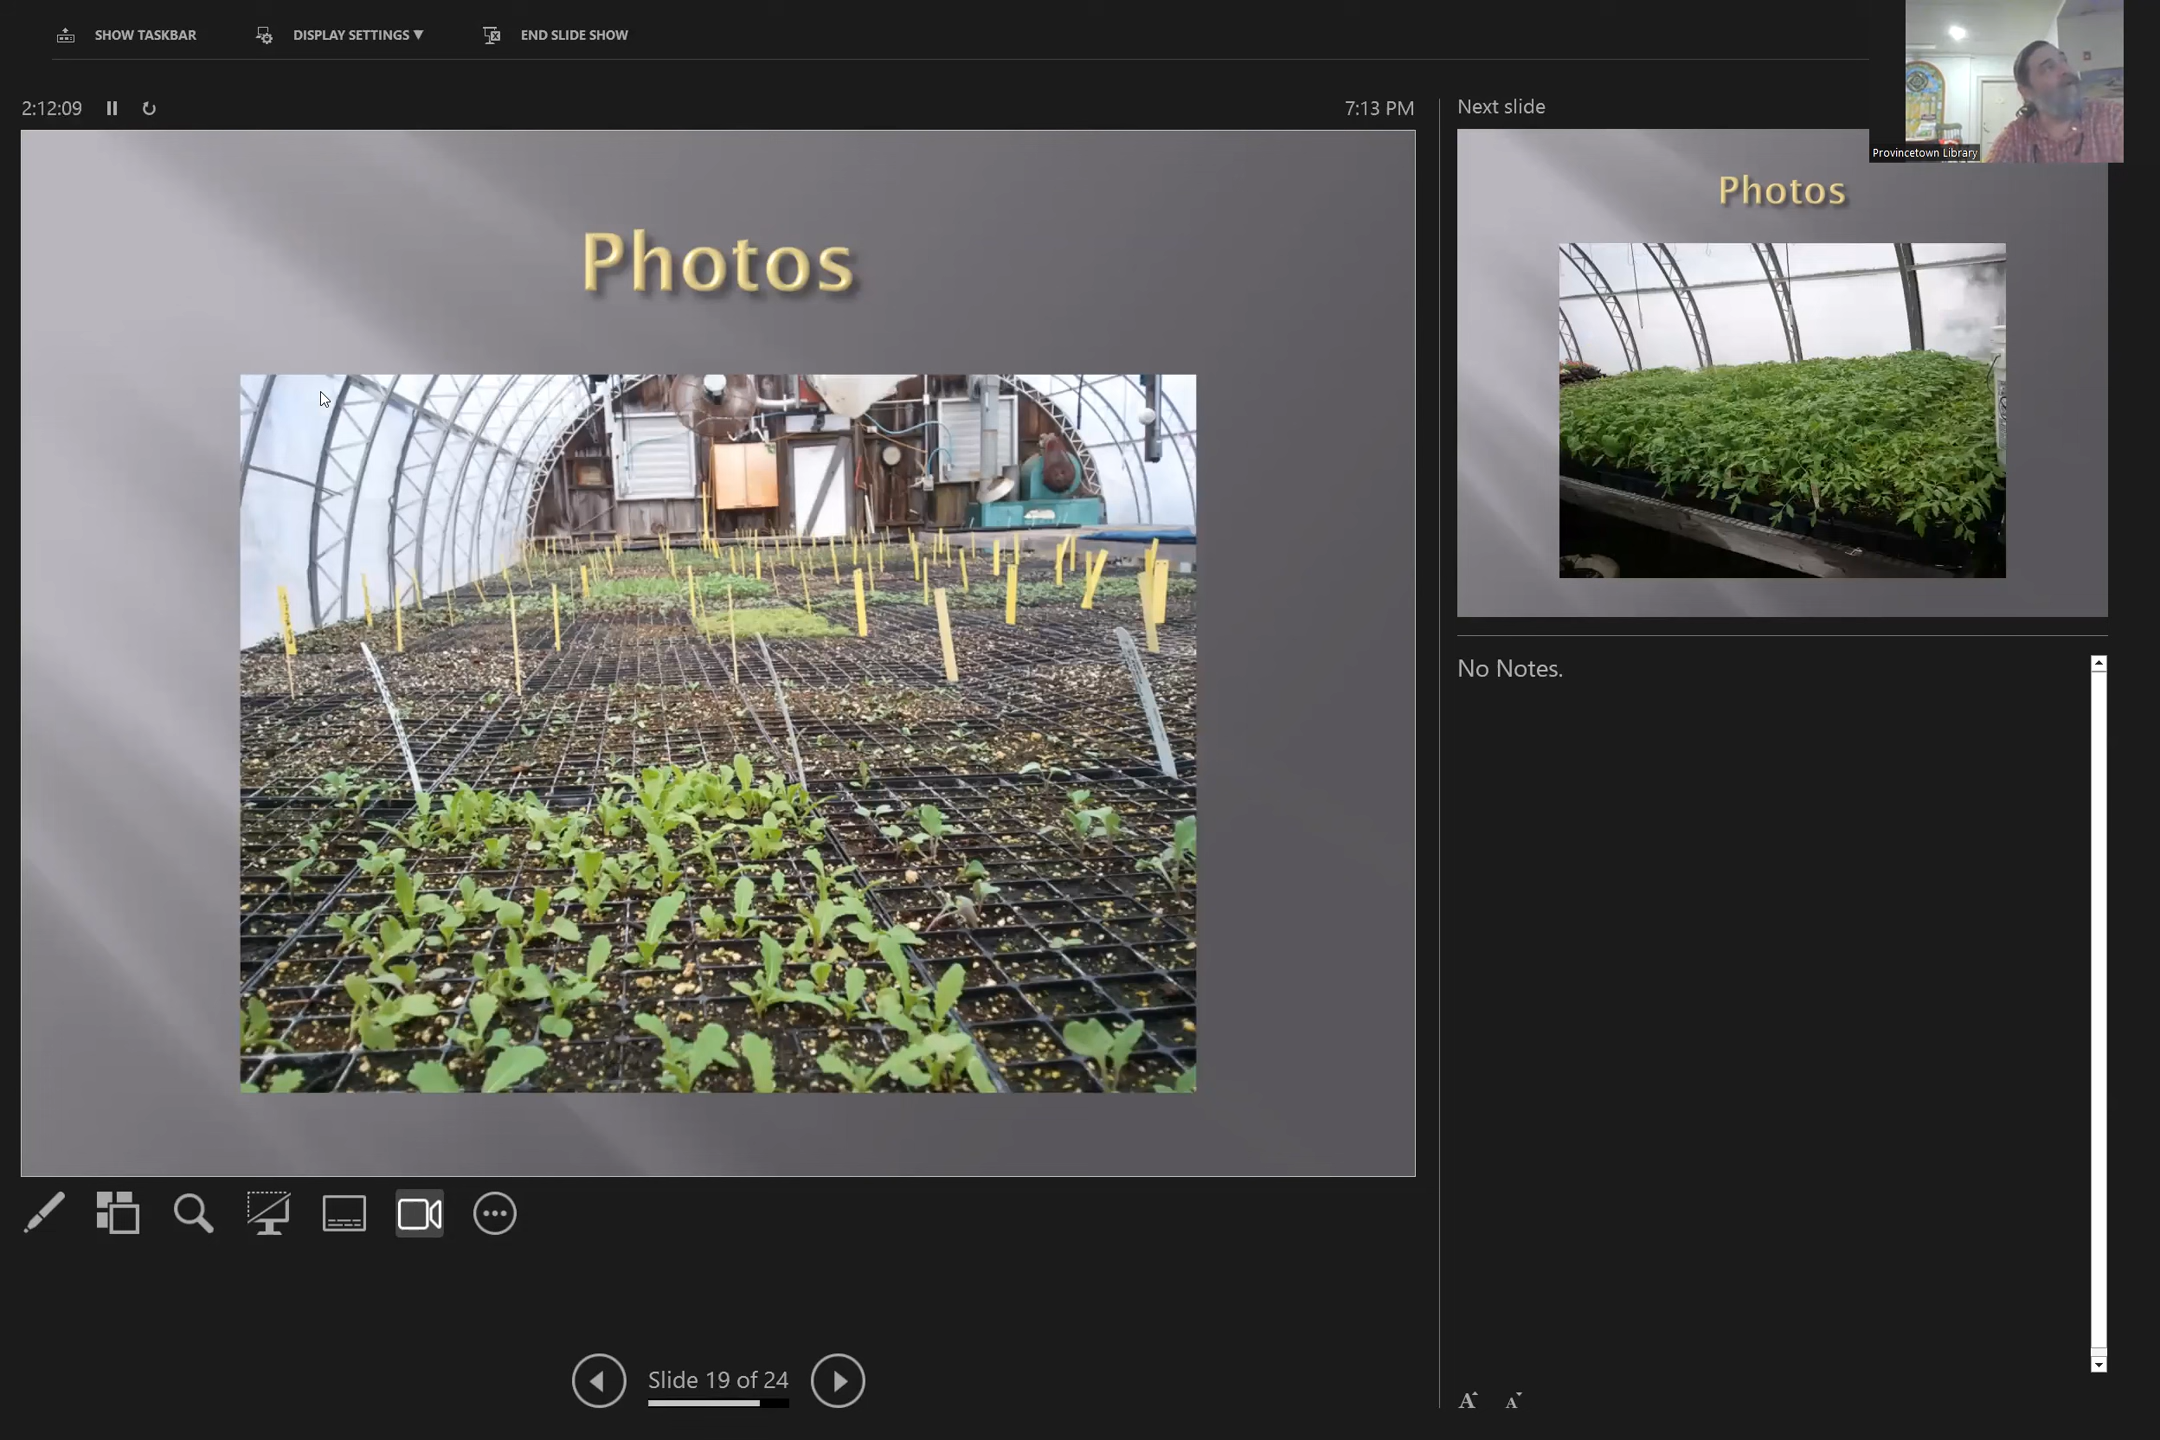 SHOW TASKBAR
DISPLAY SETTINGS ▼
END SLIDE SHOW
2:12:09
7:13 PM
Next slide
Provincetown Library
Photos
Photos
No Notes.
Slide 19 of 24
A
A